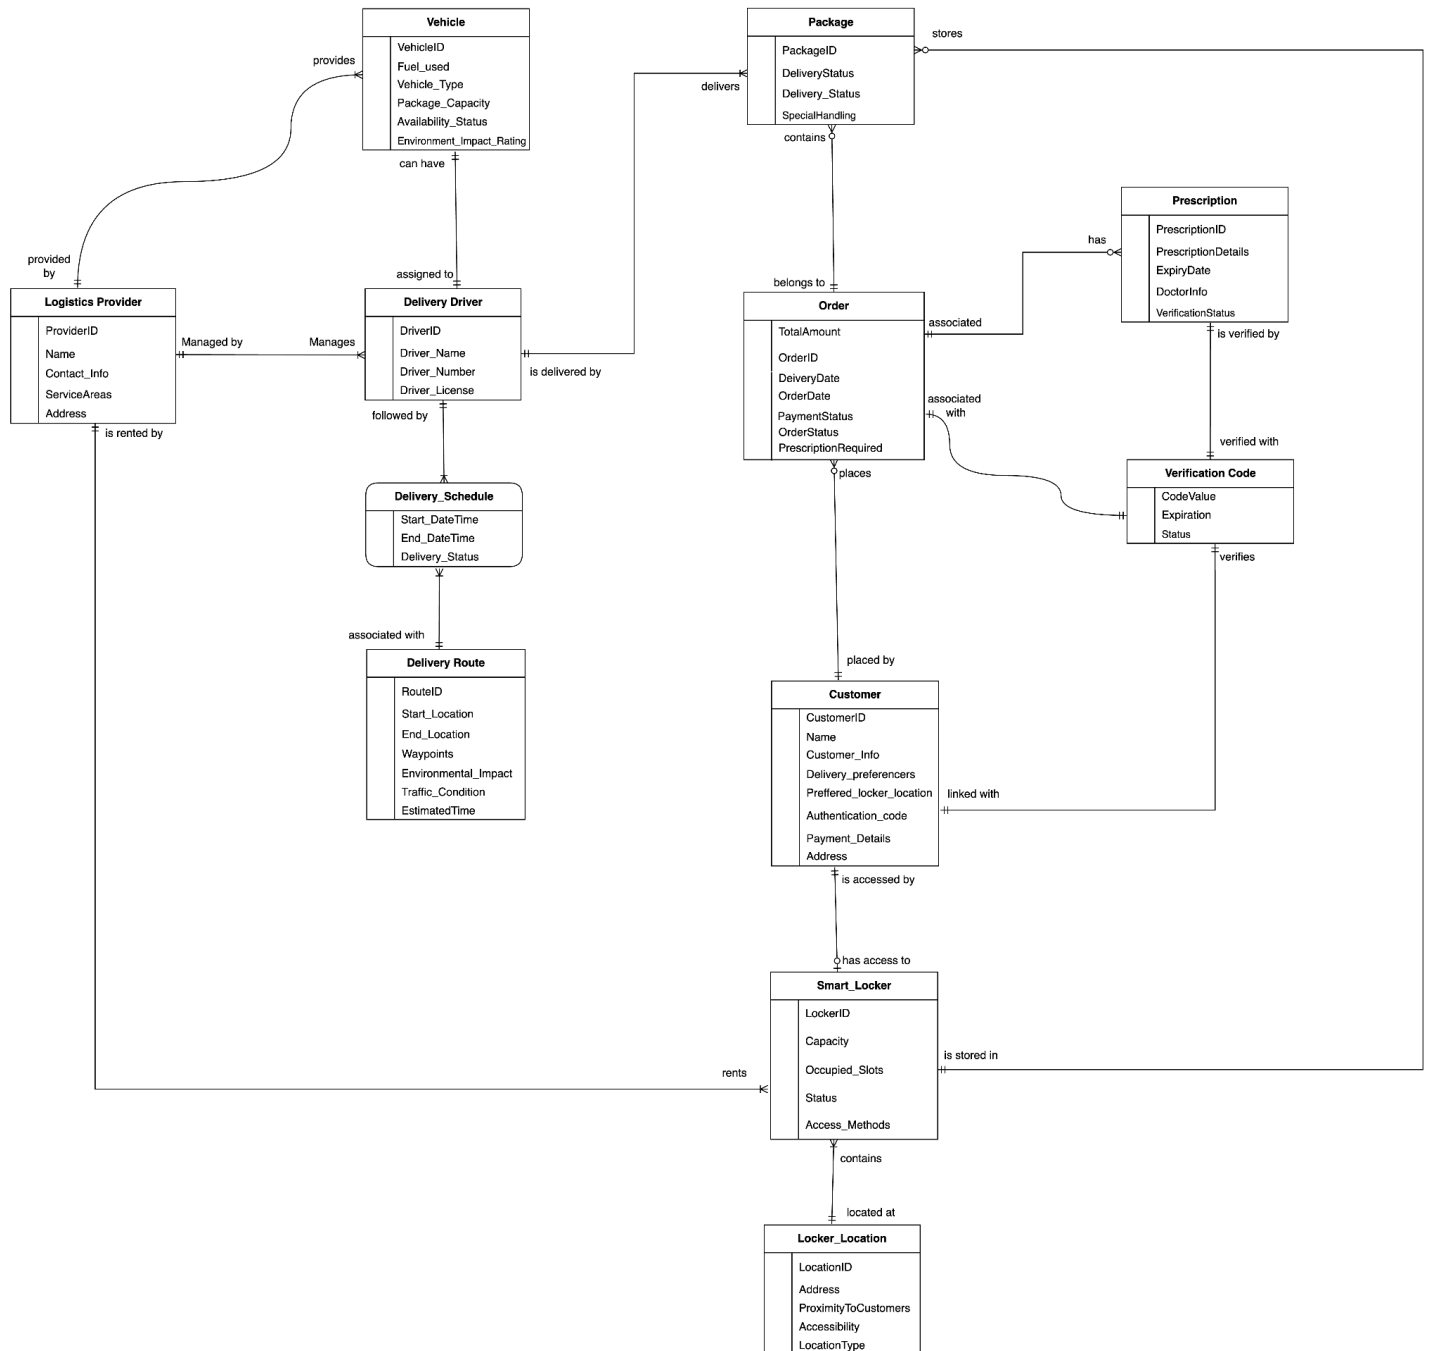 Vehicle
VehicleID
Fuel_used
Vehicle_Type
Package_Capacity
Availability_Status
Environment_Impact_Rating
provides
can have
Package
PackageID
DeliveryStatus
Delivery_Status
SpecialHandling
stores
delivers
contains
Prescription
PrescriptionID
PrescriptionDetails
ExpiryDate
DoctorInfo
VerificationStatus
has
is verified by
provided
by
assigned to
belongs to
Logistics Provider
ProviderID
Name
Contact_Info
ServiceAreas
Address
Managed by
Manages
is rented by
Delivery Driver
DriverID
Driver_Name
Driver_Number
Driver_License
is delivered by
followed by
Order
TotalAmount
OrderID
DeiveryDate
OrderDate
PaymentStatus
OrderStatus
PrescriptionRequired
associated
associated
with
places
verified with
Verification Code
CodeValue
Expiration
Status
verifies
Delivery_Schedule
Start_DateTime
End_DateTime
Delivery_Status
associated with
Delivery Route
RouteID
Start_Location
End_Location
Waypoints
Environmental_Impact
Traffic_Condition
EstimatedTime
placed by
Customer
CustomerID
Name
Customer_Info
Delivery_preferencers
Preffered_locker_location
Authentication_code
Payment_Details
Address
linked with
is accessed by
has access to
Smart_Locker
LockerID
Capacity
Occupied_Slots
Status
Access_Methods
is stored in
rents
contains
located at
Locker_Location
LocationID
Address
ProximityToCustomers
Accessibility
LocationType